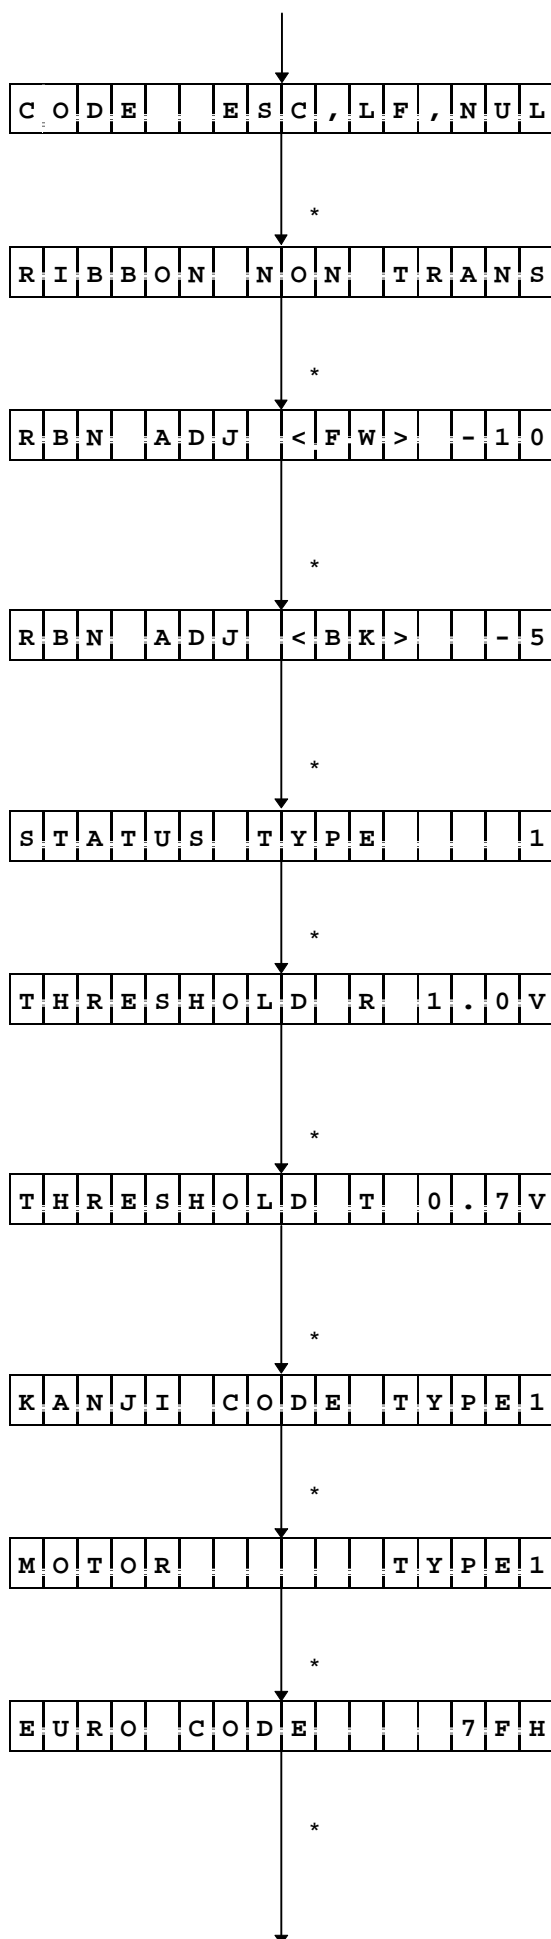 CODE  ESC,LF,NUL
*
RIBBON NON TRANS
*
RBN ADJ <FW> -10
*
RBN ADJ <BK>  -5
*
STATUS TYPE    1
*
THRESHOLD R 1.0V
*
THRESHOLD T 0.7V
*
KANJI CODE TYPE1
*
MOTOR      TYPE1
*
EURO CODE    7FH
*